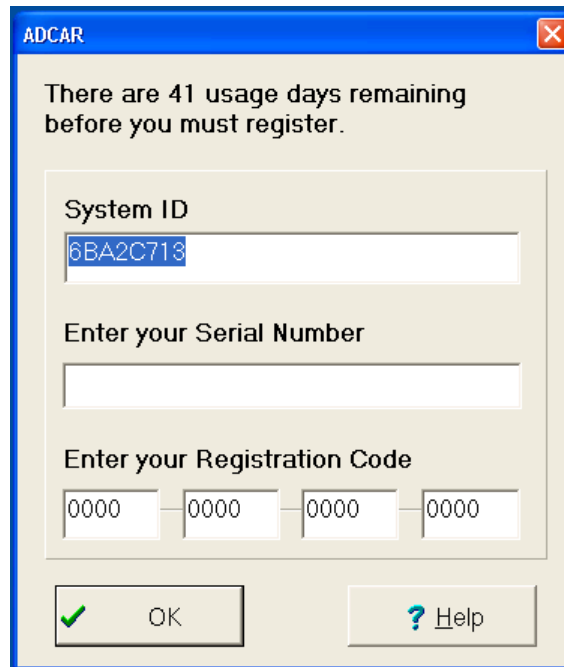 ADCAR
There are 41 usage days remaining
before you must register.
System ID
6BA2C713
Enter your Serial Number
Enter your Registration Code
0000 0000 0000 0000
OK ? Help